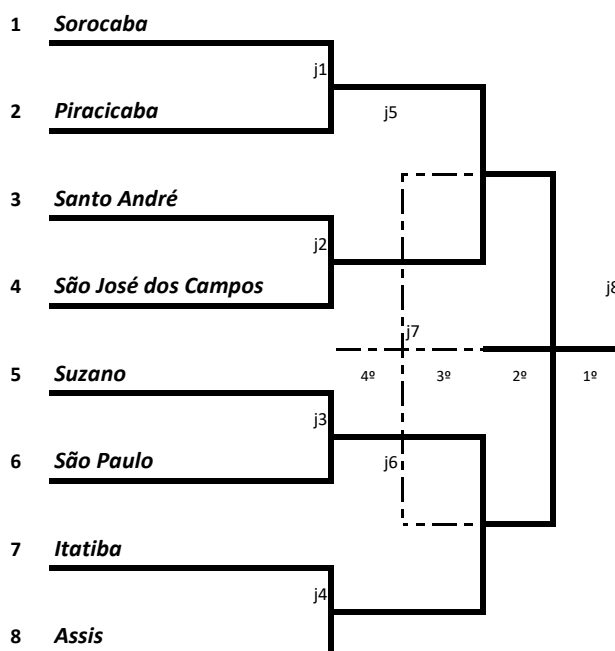 1 Sorocaba
j1
2 Piracicaba j5
3 Santo André
j2
4 São José dos Campos j8
j7
5 Suzano 4º 3º 2º 1º
j3
6 São Paulo j6
7 Itatiba
j4
8 Assis